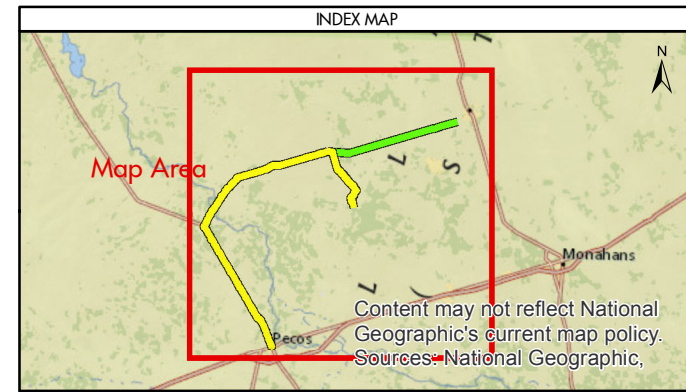 INDEX MAP
N
Map Area
L
S
Monahans
L
Content may not reflect National
Geographic's current map policy.
Pecos
Sources: National Geographic,